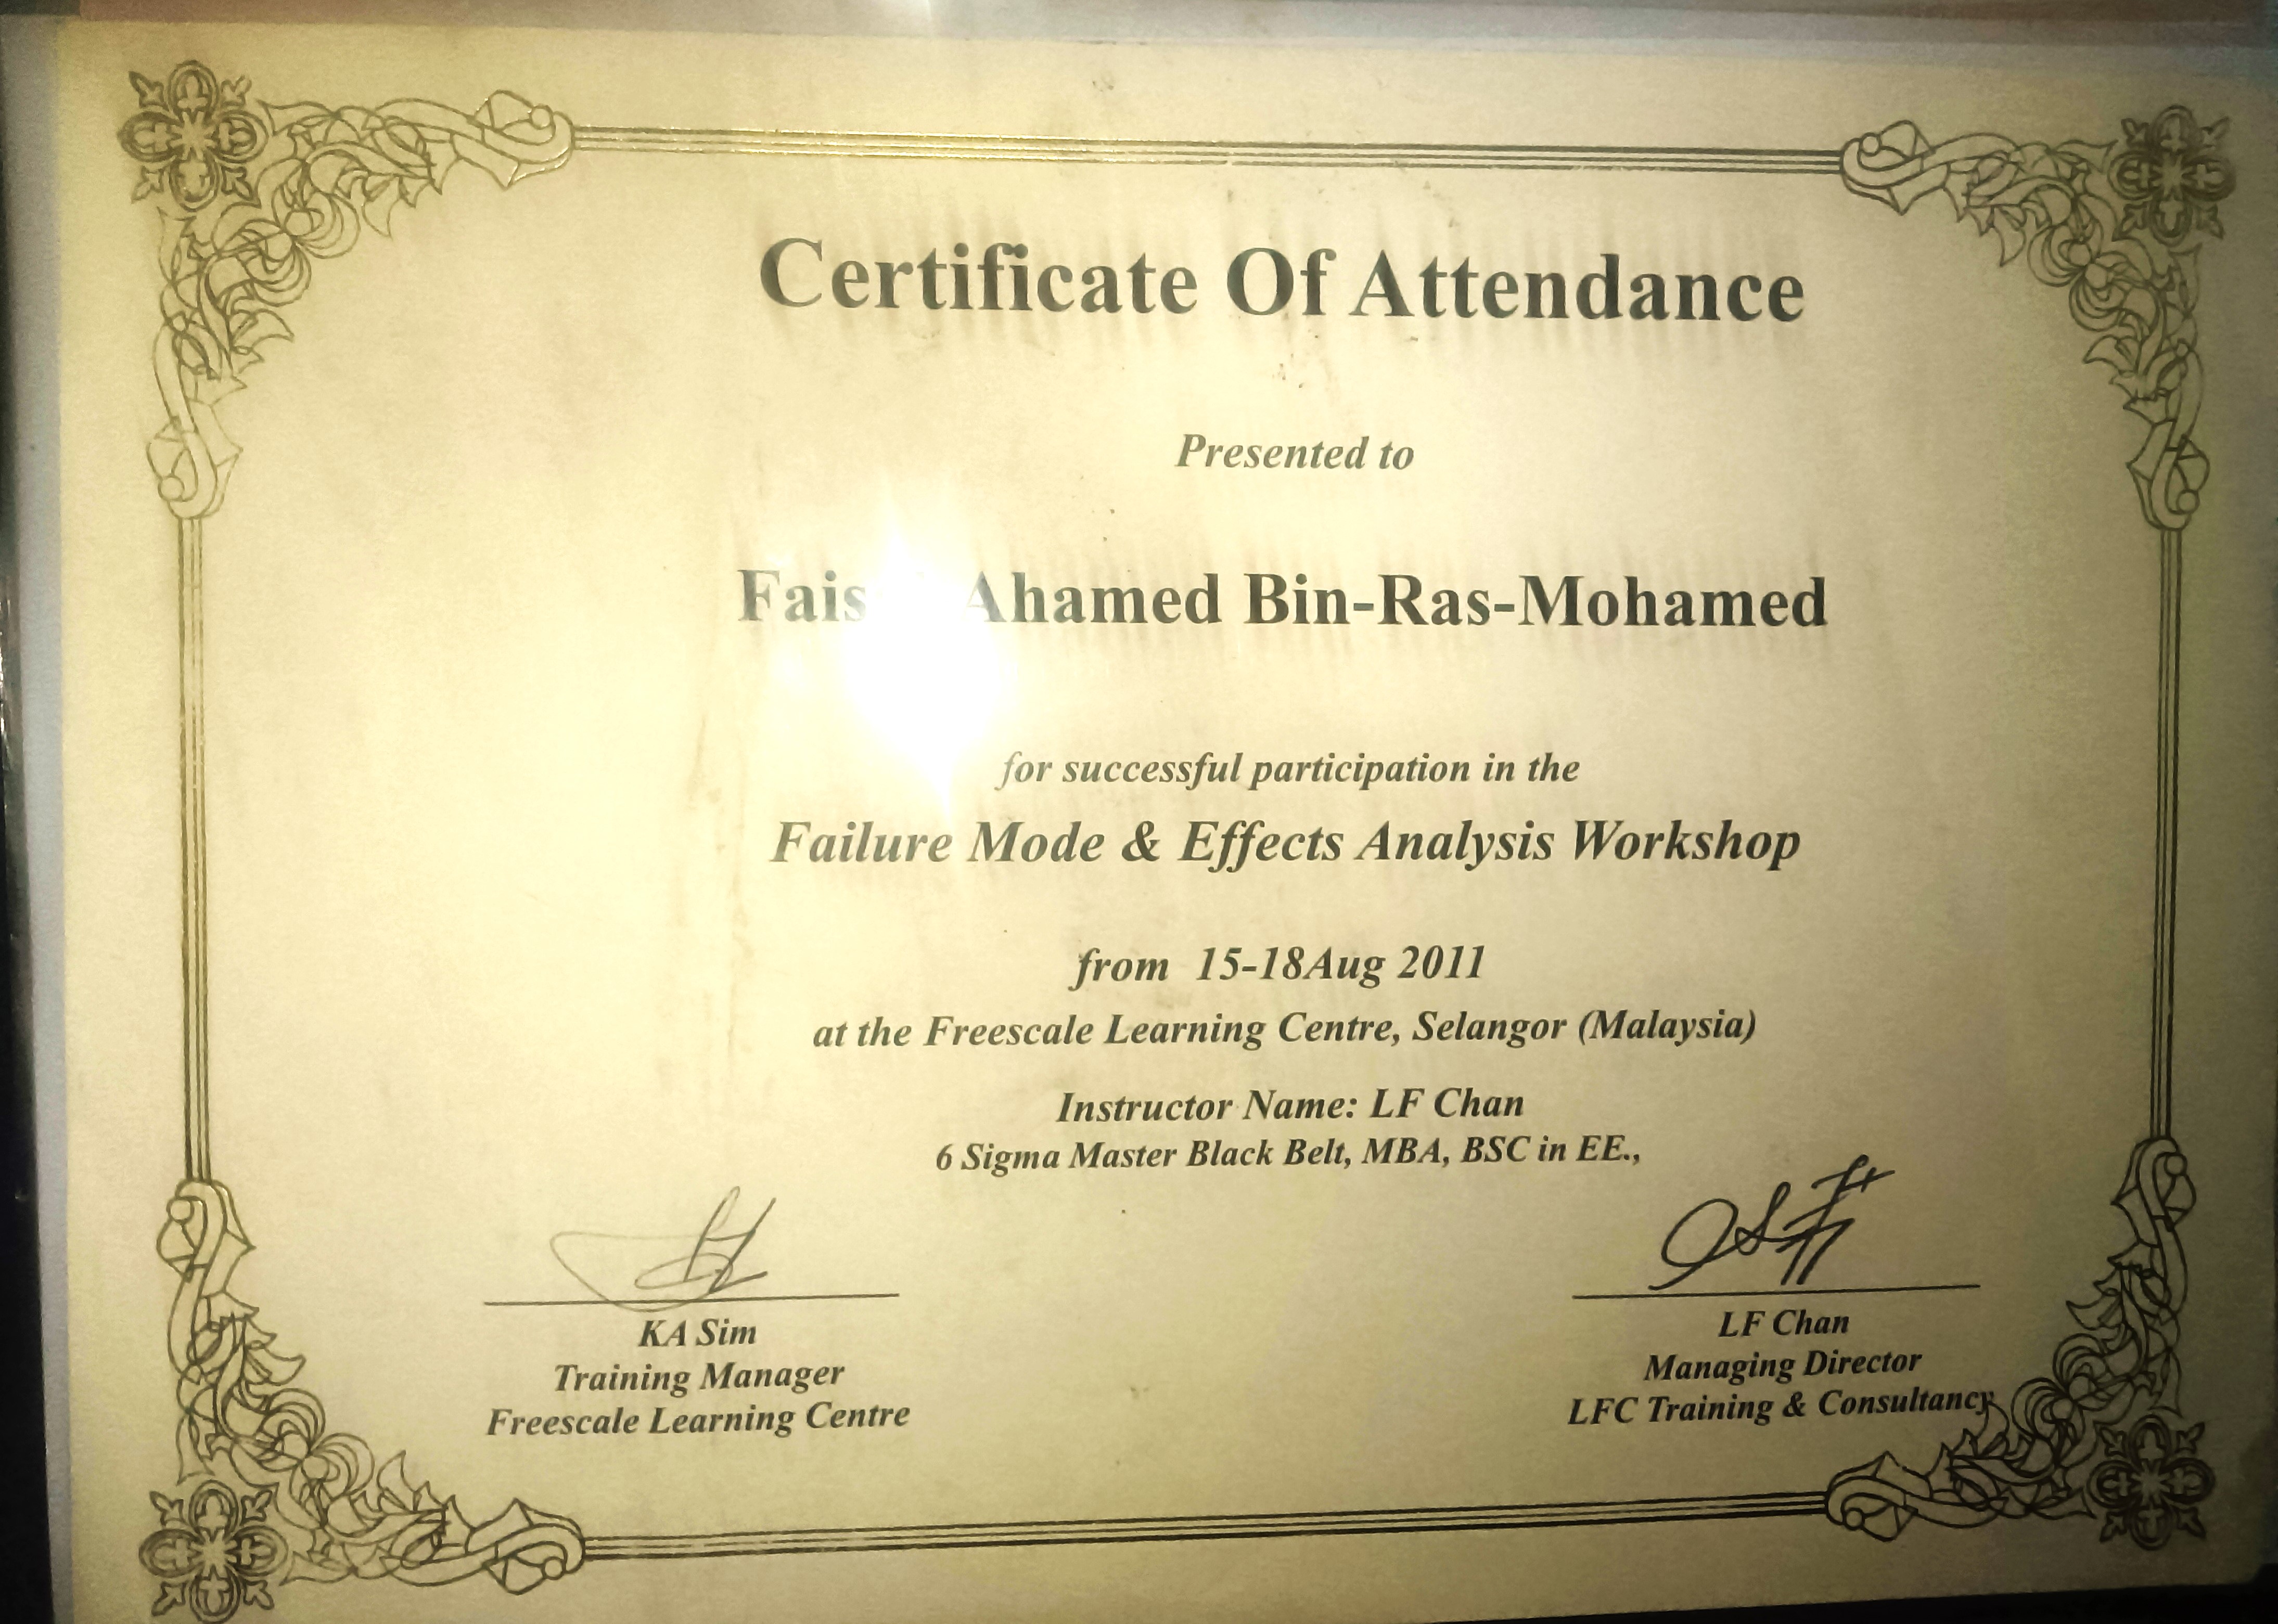 Certificate Of Attendance
Presented to
Ahamed Bin-Ras-Mohamed
for successful participation in the
Failure Mode & Effects Analysis Workshop
from 15-18Aug 2011
at the Freescale Learning Centre, Selangor (Malaysia)
Instructor Name: LF Chan
6 Sigma Master Black Belt, MBA, BSC in EE.,
KA Sim
Training Manager
Freescale Learning Centre
LF Chan
Managing Director
LFC Training & Consultancy